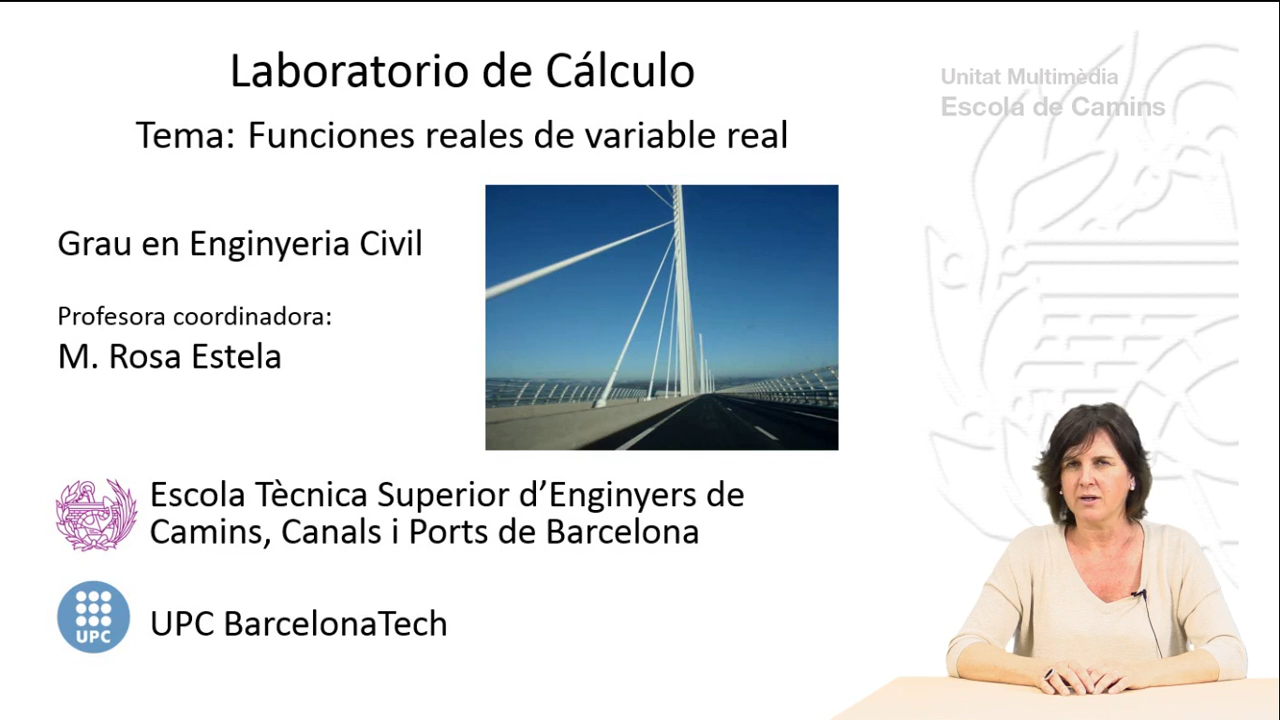 Laboratorio de Cálculo
Tema: Funciones reales de variable real
Unitat Multimèdia
Escola de Camins
Grau en Enginyeria Civil
Profesora coordinadora:
M. Rosa Estela
Escola Tècnica Superior d’Enginyers de
Camins, Canals i Ports de Barcelona
UPC
UPC BarcelonaTech